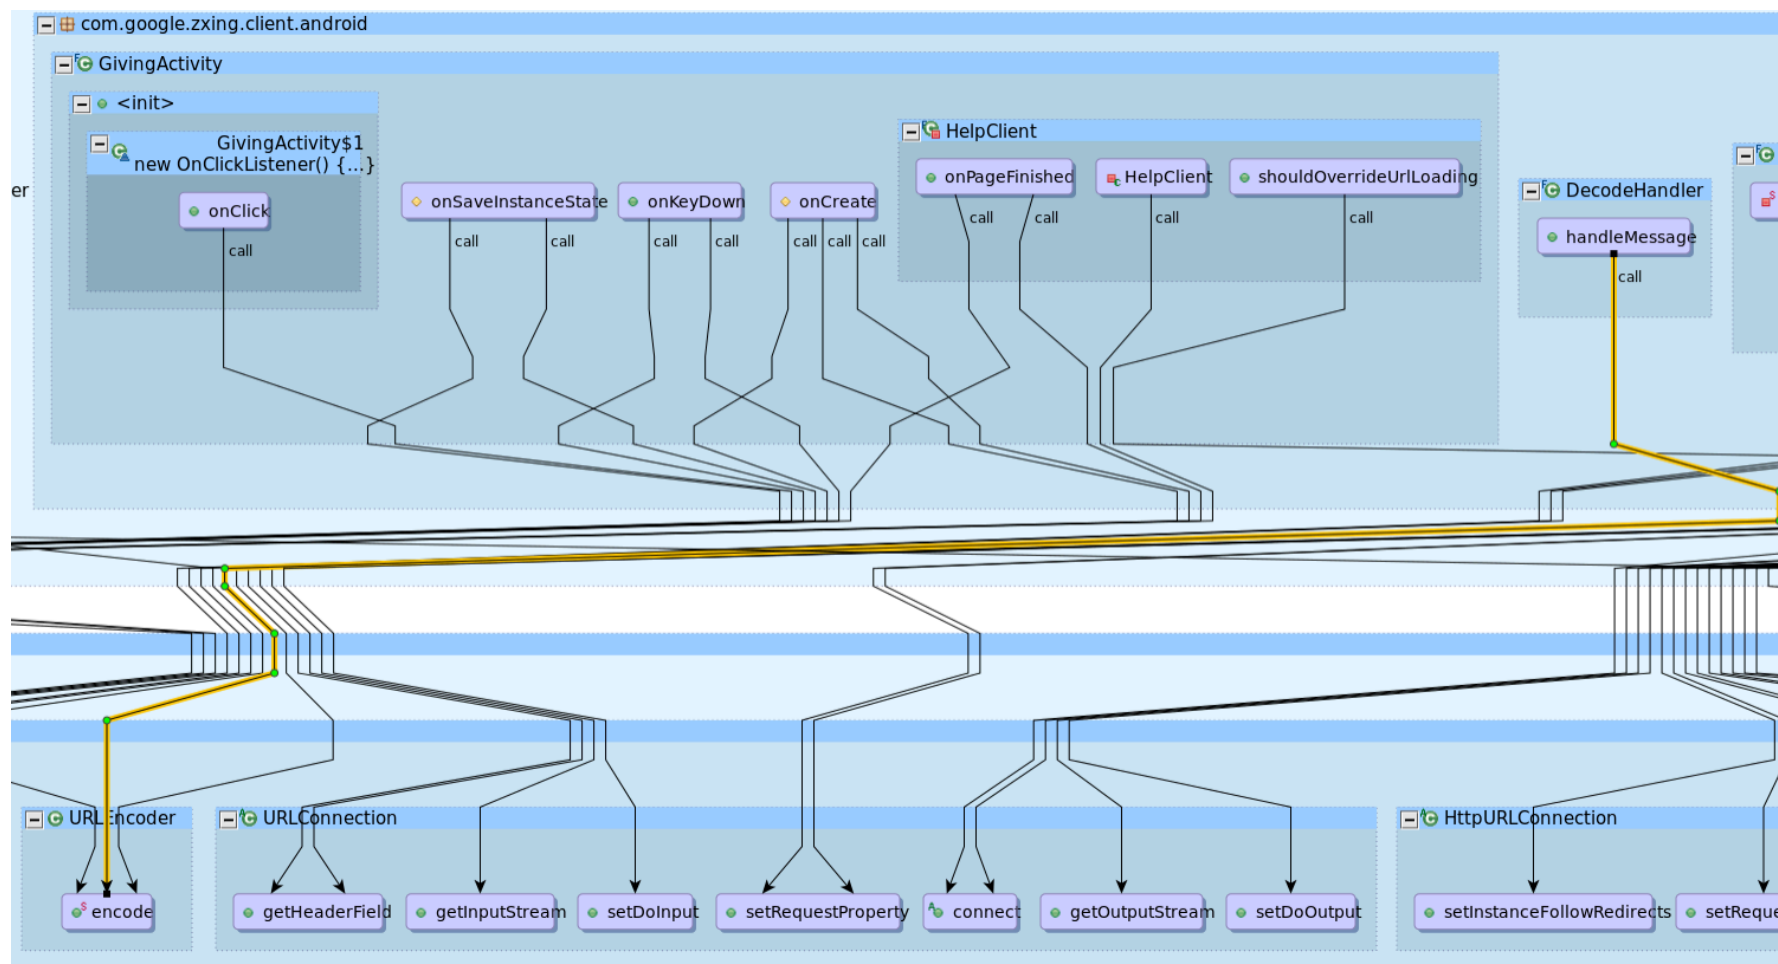 com.google.zxing.client.android
GivingActivity
<init>
GivingActivity$1
new OnClickListener() {...}
HelpClient
onPageFinished
HelpClient
shouldOverrideUrlLoading
er
onClick
onSaveInstanceState
onKeyDown
onCreate
DecodeHandler
handleMessage
call
call
call
call
call
call
call
call
call
call
call
call
call
call
URLEncoder
URLConnection
HttpURLConnection
encode
getHeaderField
getInputStream
setDoInput
setRequestProperty
connect
getOutputStream
setDoOutput
setInstanceFollowRedirects
setReque